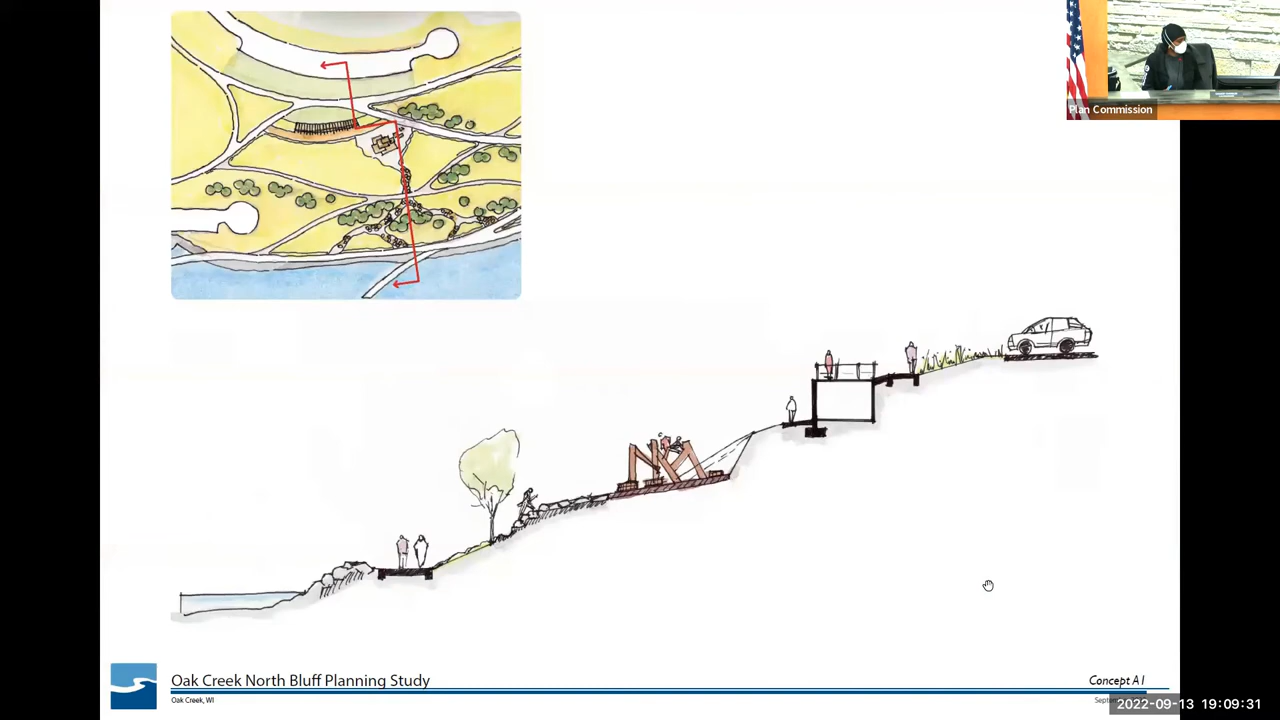 Plan Commission
Oak Creek North Bluff Planning Study
Concept A1
Oak Creek, WI
2022-09-13 19:09:31